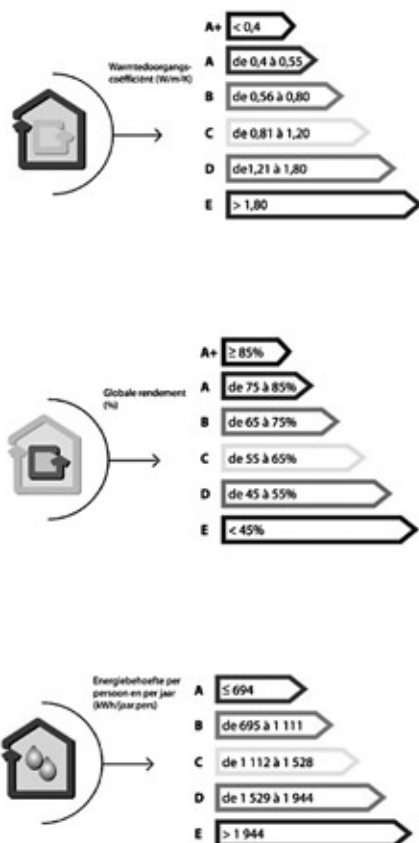 Warmtedoorgangs-
coëfficiënt (W/m²K)
A+ < 0,4
A de 0,4 à 0,55
B de 0,56 à 0,80
C de 0,81 à 1,20
D de1,21 à 1,80
E > 1,80
Globale rendement
(%)
A+ ≥ 85%
A de 75 à 85%
B de 65 à 75%
C de 55 à 65%
D de 45 à 55%
E < 45%
Energiebehoefte per
persoon en per jaar
(kWh/jaar.pers)
A ≤ 694
B de 695 à 1 111
C de 1 112 à 1 528
D de 1 529 à 1 944
E > 1 944